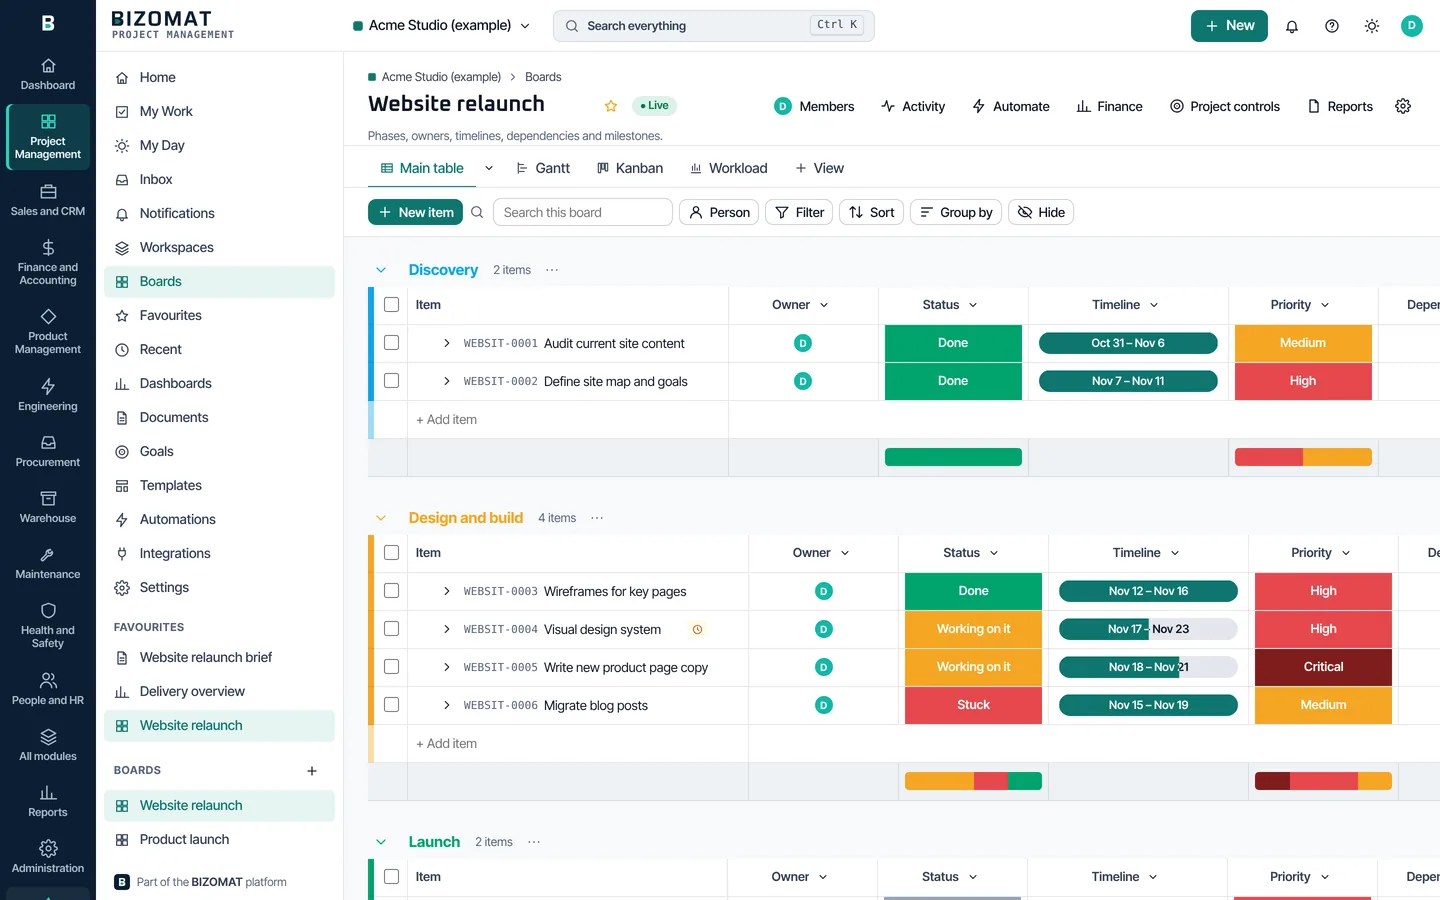 B
Dashboard
Project
Management
Sales and CRM
Finance and
Accounting
Product
Management
Engineering
Procurement
Warehouse
Maintenance
Health and
Safety
People and HR
All modules
Reports
Administration
BIZOMAT
PROJECT MANAGEMENT
Home
My Work
My Day
Inbox
Notifications
Workspaces
Boards
Favourites
Recent
Dashboards
Documents
Goals
Templates
Automations
Integrations
Settings
FAVOURITES
Website relaunch brief
Delivery overview
Website relaunch
BOARDS
Website relaunch
Product launch
B Part of the BIZOMAT platform
Acme Studio (example) Search everything Ctrl K New D
Acme Studio (example) > Boards
Website relaunch Live D Members Activity Automate Finance Project controls Reports
Phases, owners, timelines, dependencies and milestones.
Main table Gantt Kanban Workload + View
+ New item Search this board Person Filter Sort Group by Hide
Discovery 2 items ...
Item Owner Status Timeline Priority Deper
WEBSIT-0001 Audit current site content D Done Oct 31 – Nov 6 Medium
WEBSIT-0002 Define site map and goals D Done Nov 7 – Nov 11 High
+ Add item
Design and build 4 items ...
Item Owner Status Timeline Priority De
WEBSIT-0003 Wireframes for key pages D Done Nov 12 – Nov 16 High
WEBSIT-0004 Visual design system D Working on it Nov 17 – Nov 23 High
WEBSIT-0005 Write new product page copy D Working on it Nov 18 – Nov 21 Critical
WEBSIT-0006 Migrate blog posts D Stuck Nov 15 – Nov 19 Medium
+ Add item
Launch 2 items ...
Item Owner Status Timeline Priority Deper